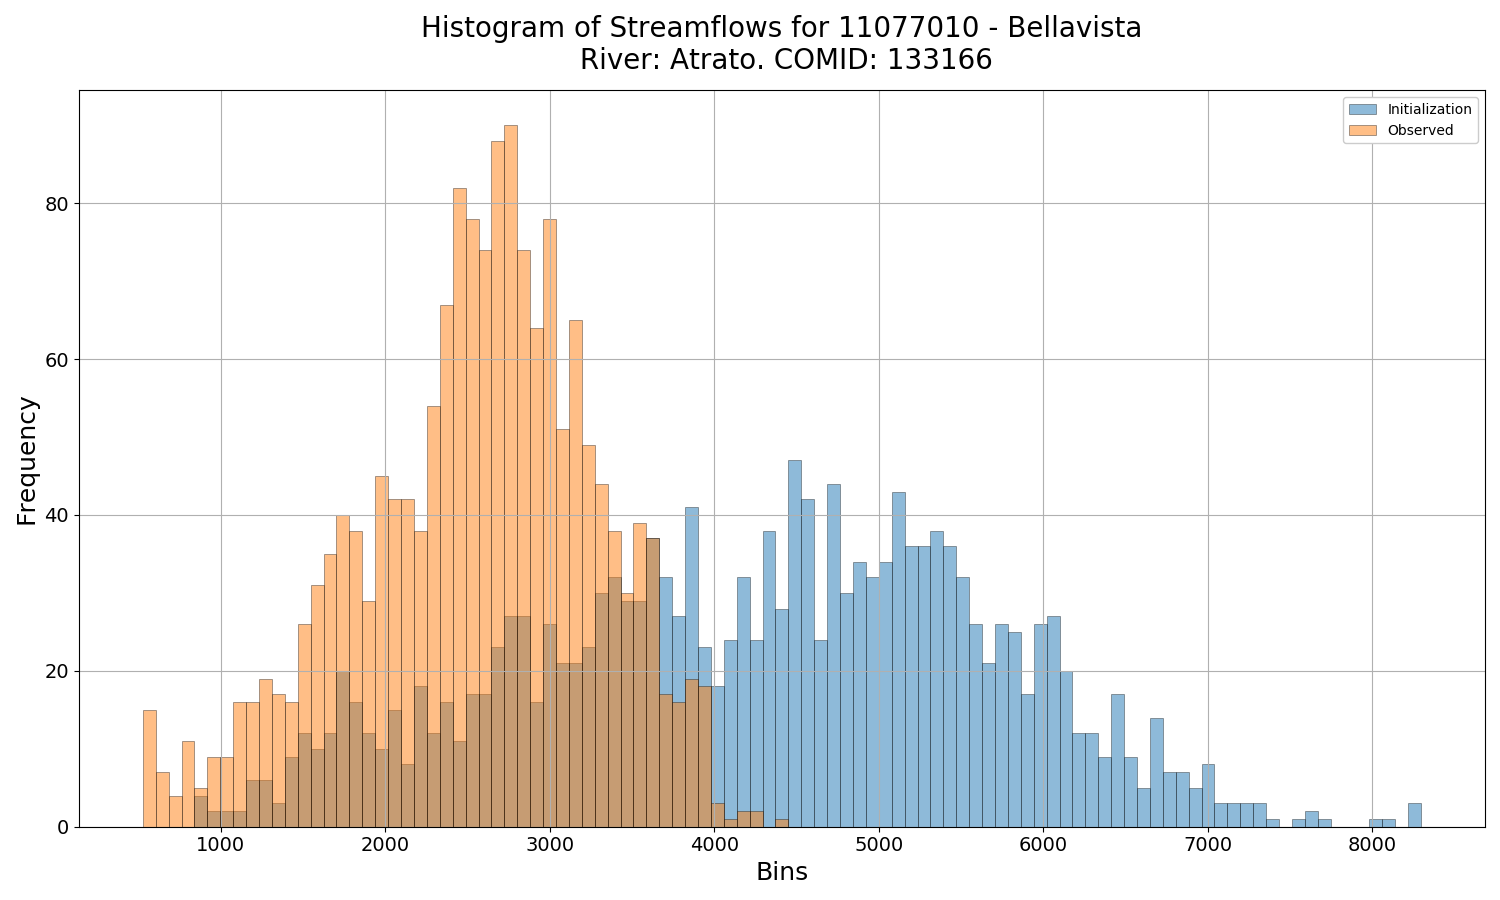 Histogram of Streamflows for 11077010 - Bellavista
River: Atrato. COMID: 133166
Initialization
Observed
Frequency
80
60
40
20
0
1000 2000 3000 4000 5000 6000 7000 8000
Bins